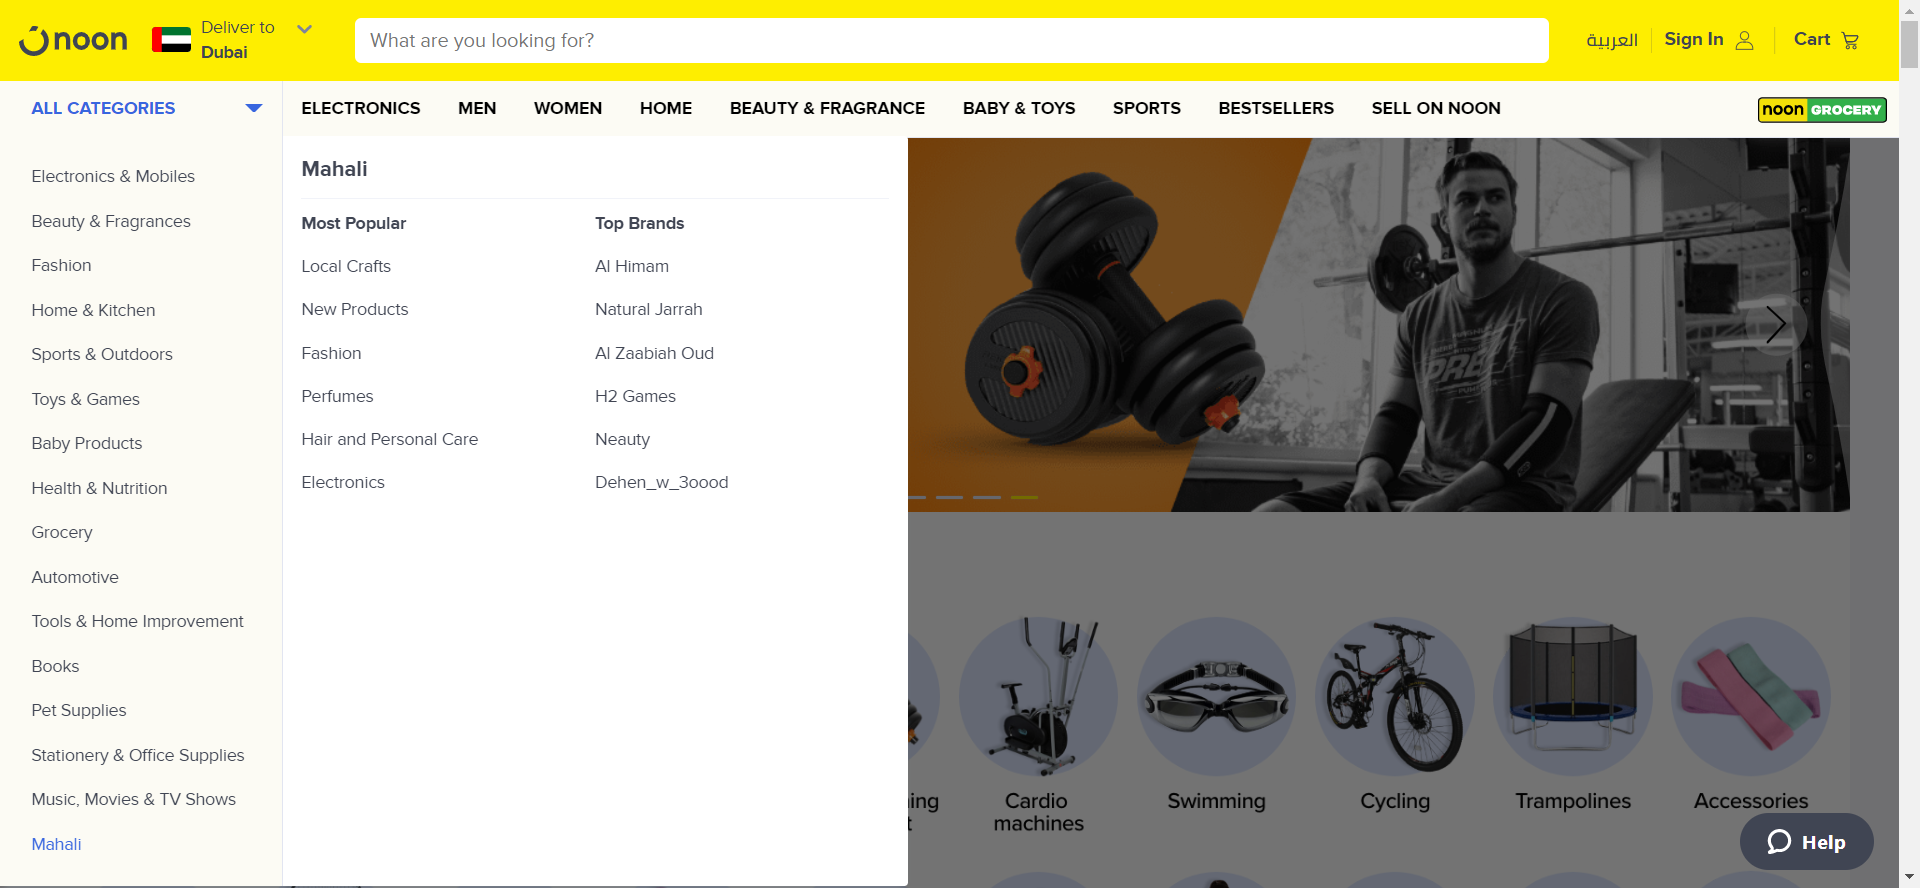 noon
Deliver to
Dubai
What are you looking for?
العربية
Sign In
Cart
ALL CATEGORIES
ELECTRONICS
MEN
WOMEN
HOME
BEAUTY & FRAGRANCE
BABY & TOYS
SPORTS
BESTSELLERS
SELL ON NOON
noon GROCERY
Electronics & Mobiles
Beauty & Fragrances
Fashion
Home & Kitchen
Sports & Outdoors
Toys & Games
Baby Products
Health & Nutrition
Grocery
Automotive
Tools & Home Improvement
Books
Pet Supplies
Stationery & Office Supplies
Music, Movies & TV Shows
Mahali
Mahali
Most Popular
Local Crafts
New Products
Fashion
Perfumes
Hair and Personal Care
Electronics
Top Brands
Al Himam
Natural Jarrah
Al Zaabiah Oud
H2 Games
Neauty
Dehen_w_3oood
Cardio
machines
Swimming
Cycling
Trampolines
Accessories
Help